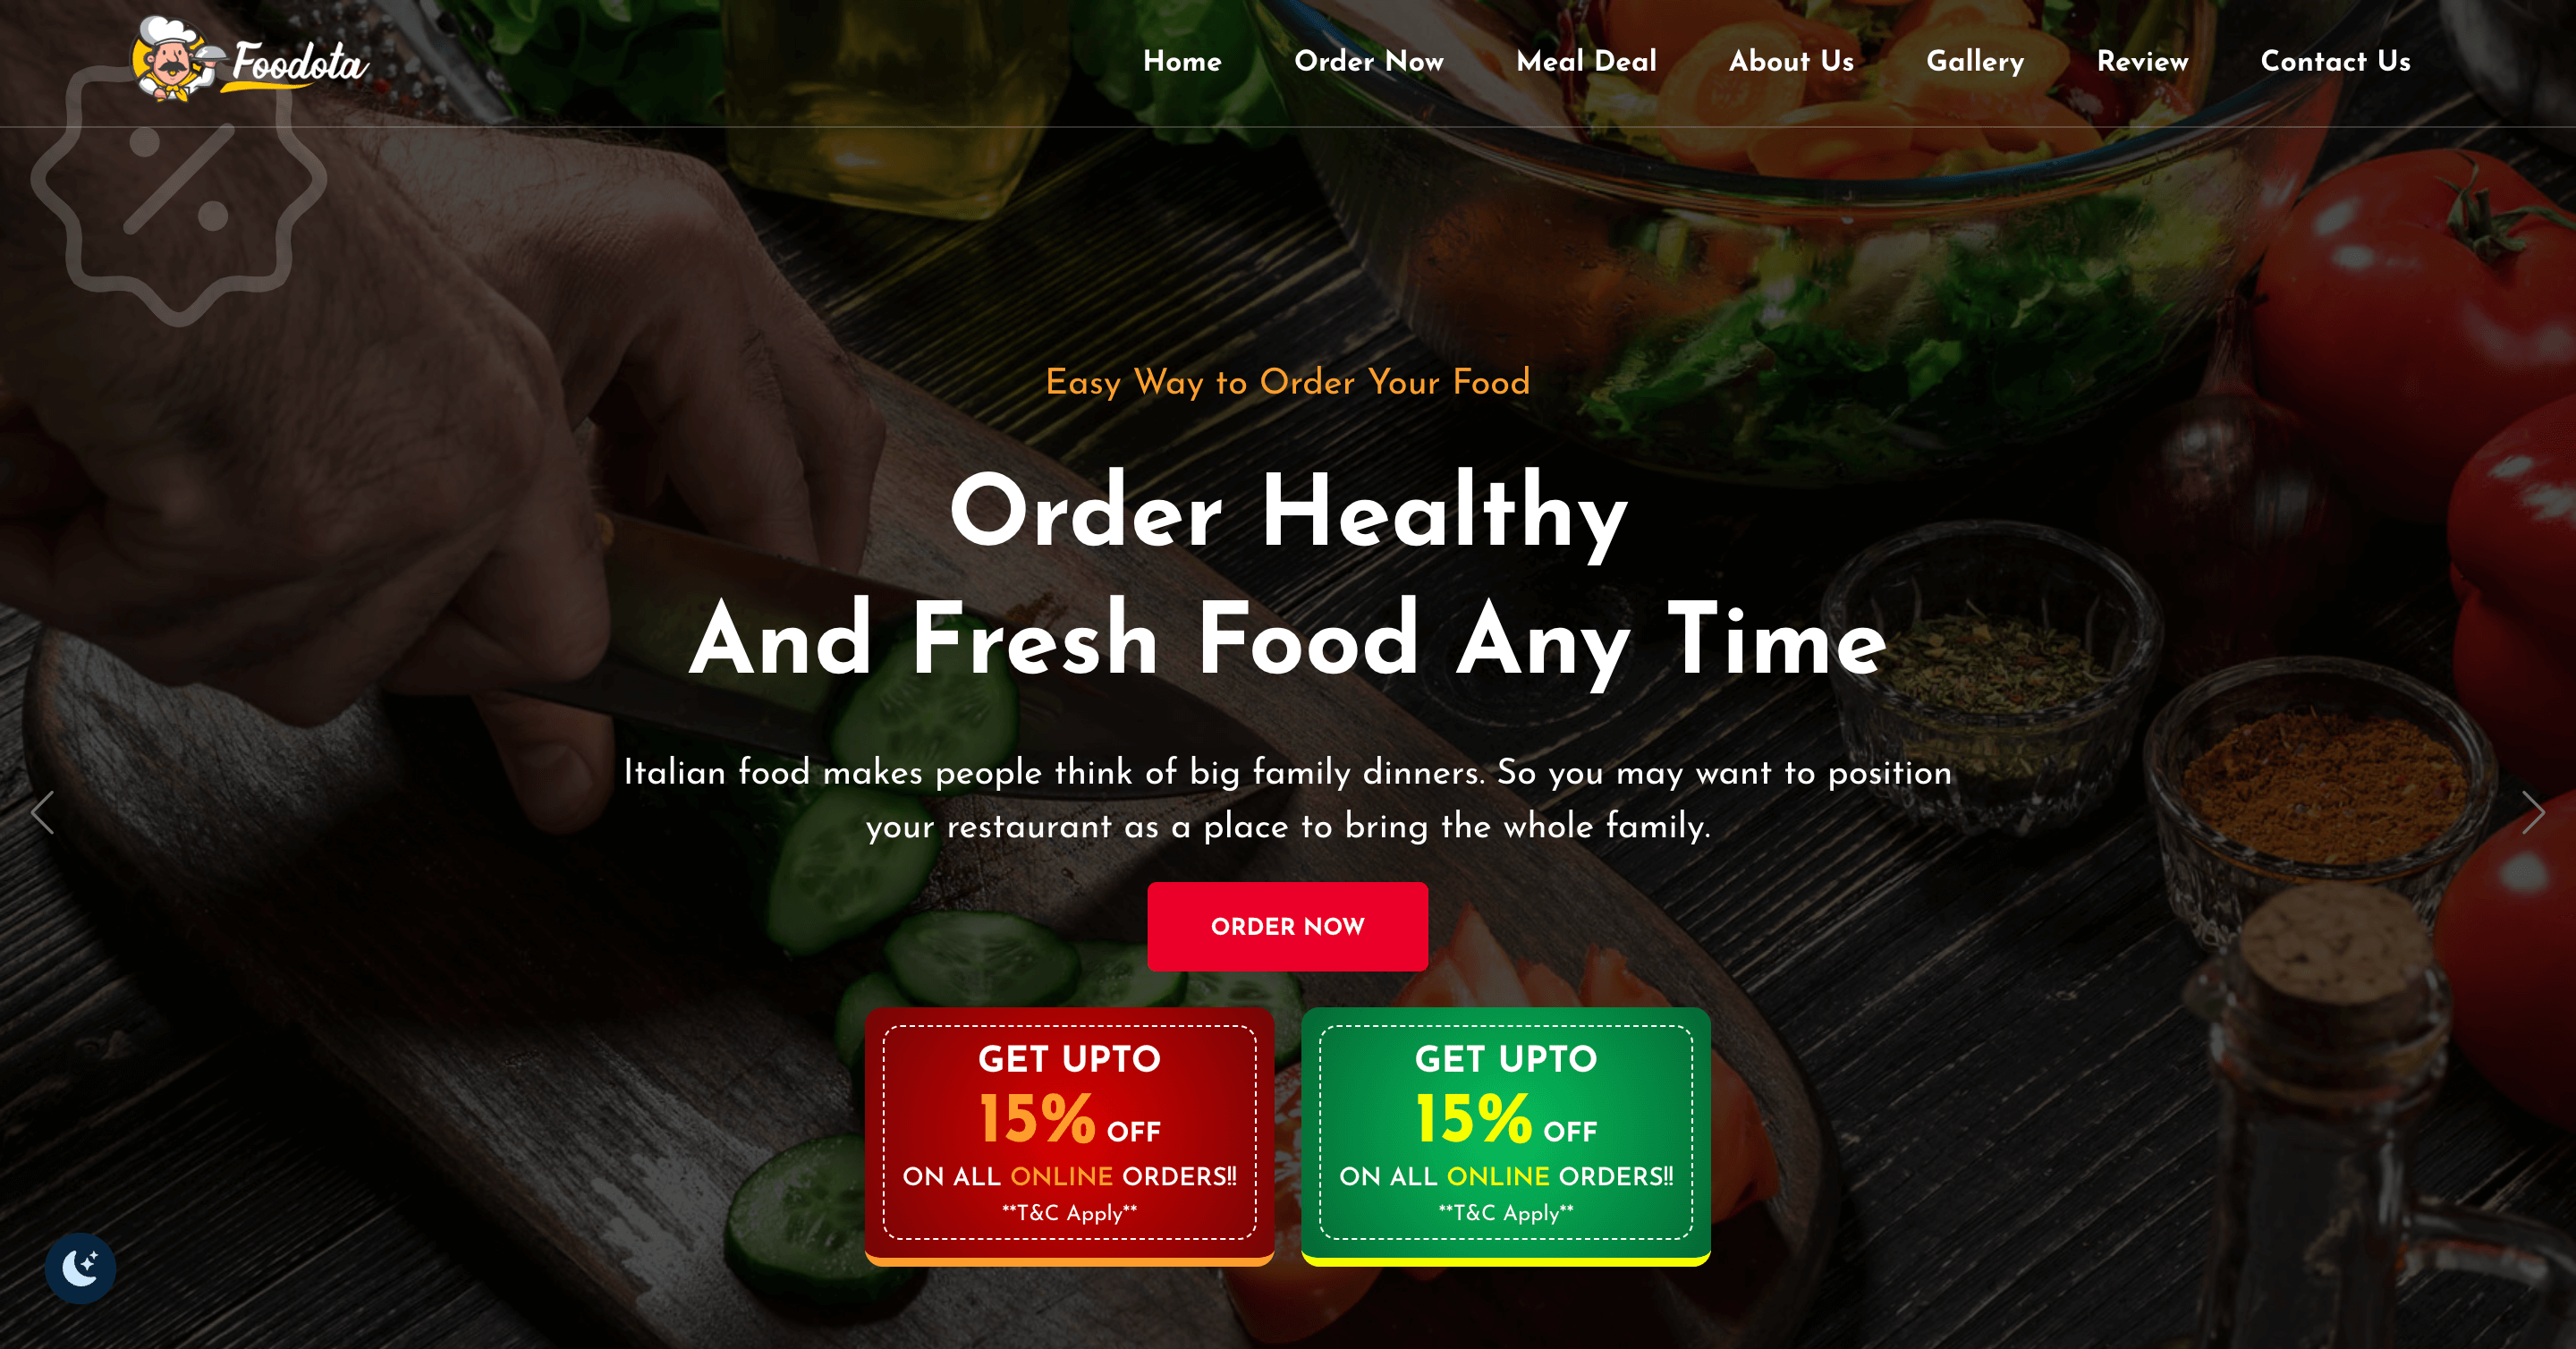 Foodota
Home Order Now Meal Deal About Us Gallery Review Contact Us
Easy Way to Order Your Food
Order Healthy
And Fresh Food Any Time
Italian food makes people think of big family dinners. So you may want to position
your restaurant as a place to bring the whole family.
ORDER NOW
GET UPTO
15% OFF
ON ALL ONLINE ORDERS!!
**T&C Apply**
GET UPTO
15% OFF
ON ALL ONLINE ORDERS!!
**T&C Apply**